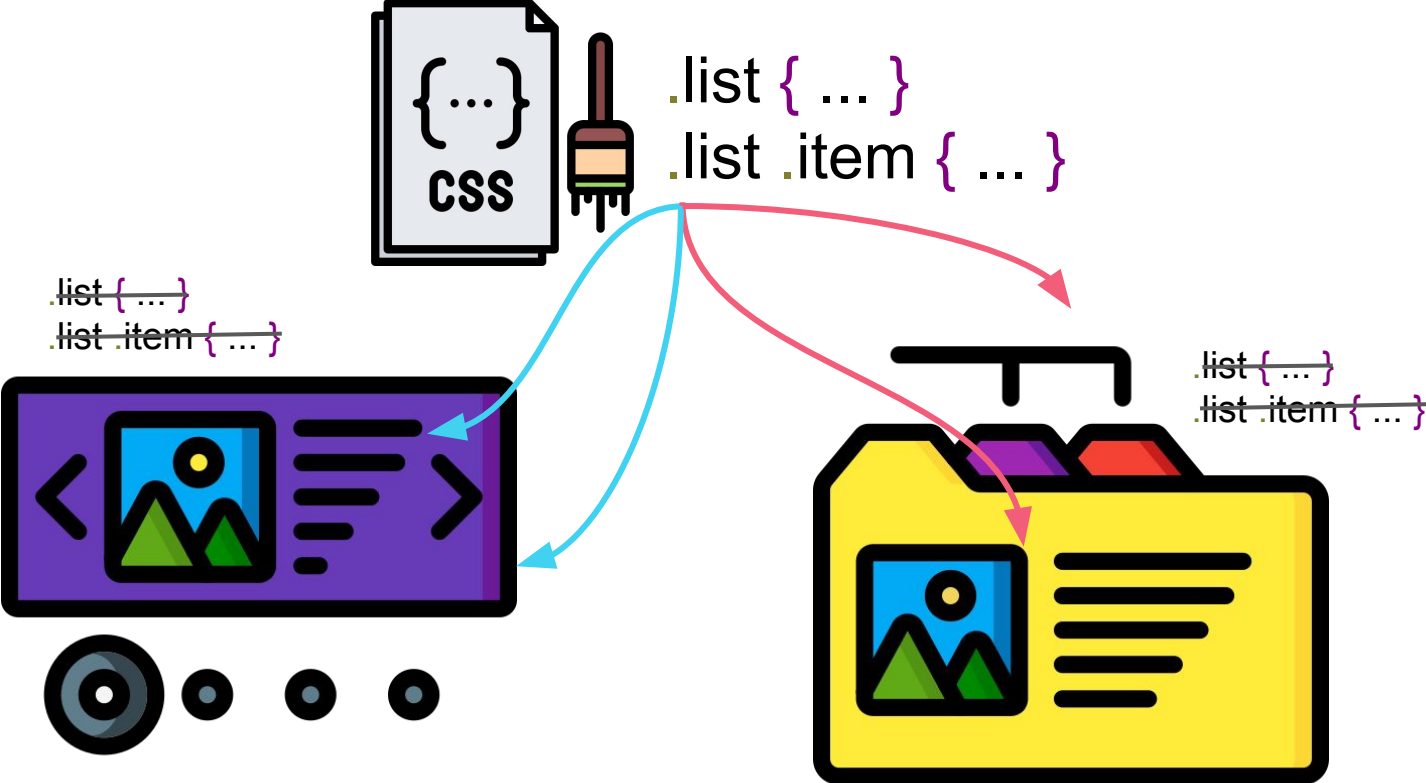 {...}
CSS
.list { ... }
.list .item { ... }
.list { ... }
.list .item { ... }
.list { ... }
.list .item { ... }